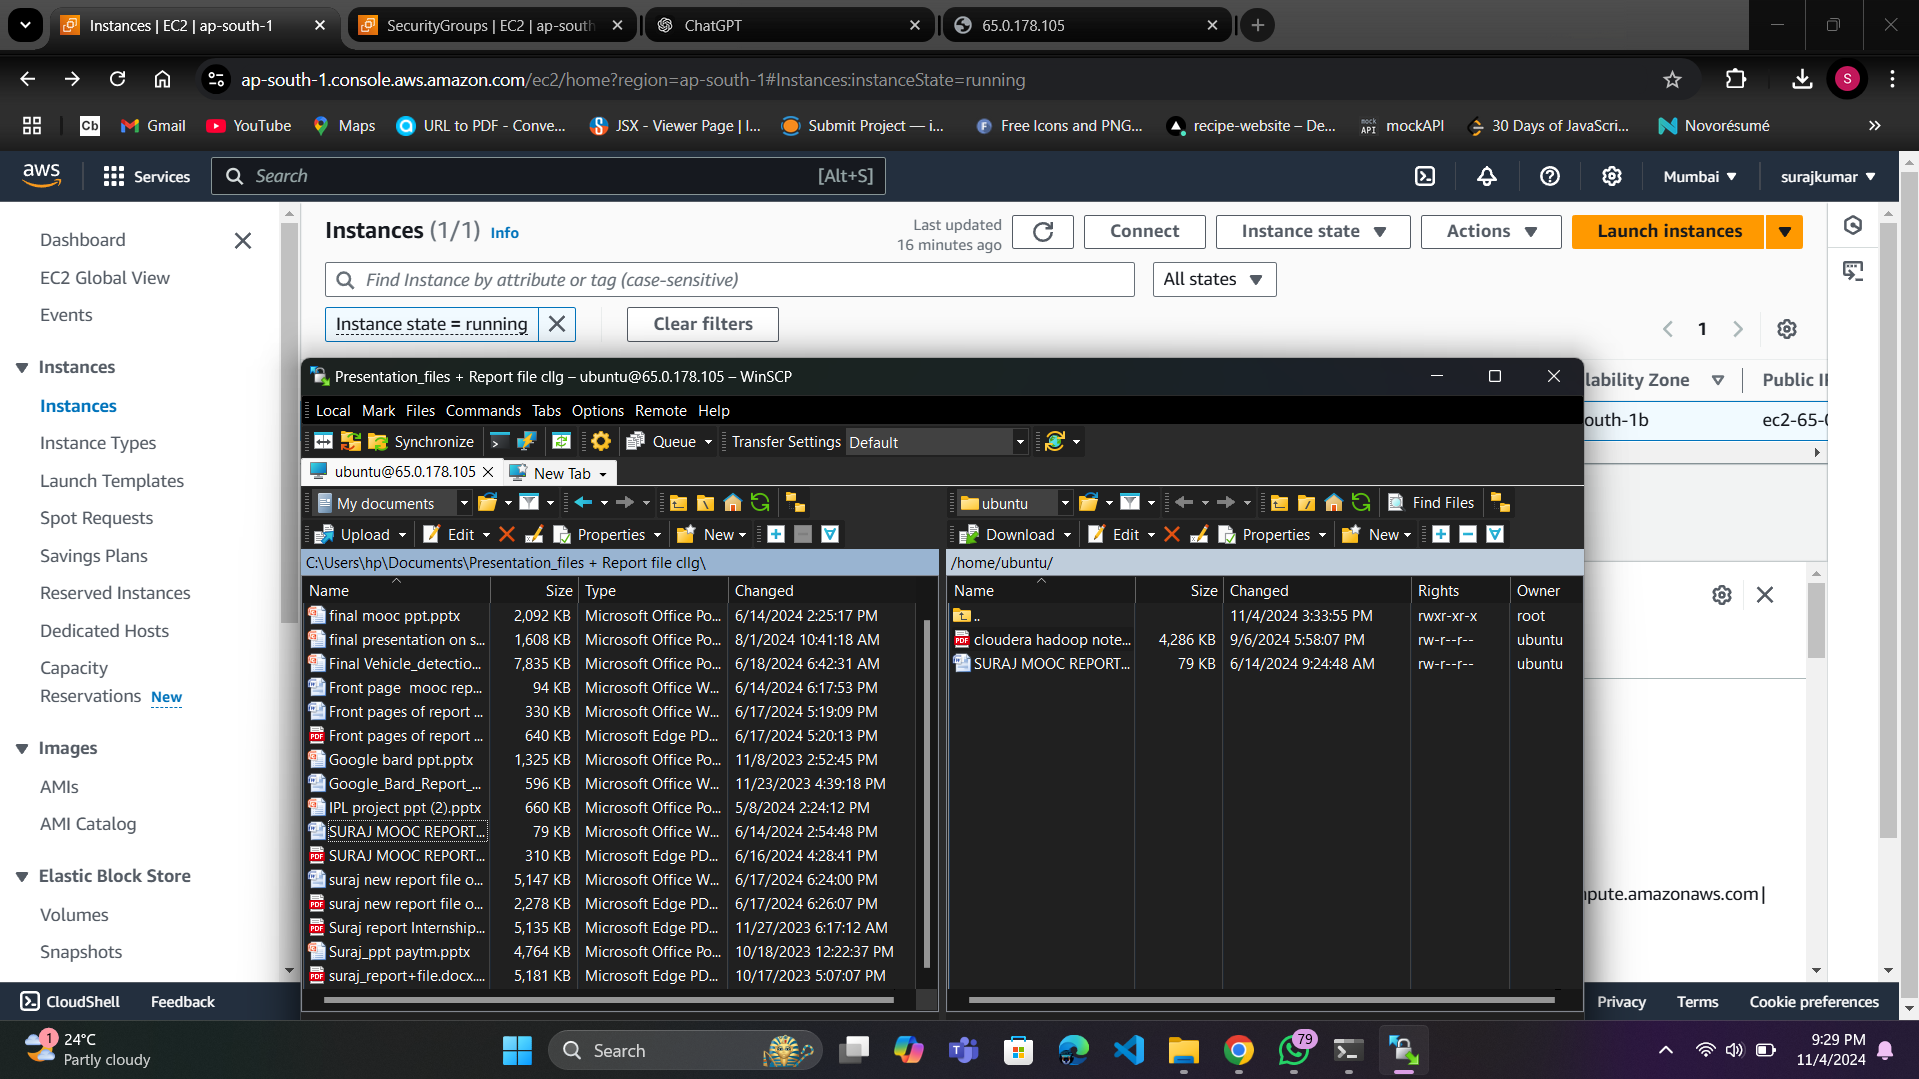 Instances | EC2 | ap-south-1
SecurityGroups | EC2 | ap-south
ChatGPT
65.0.178.105
ap-south-1.console.aws.amazon.com/ec2/home?region=ap-south-1#Instances:instanceState=running
S
Cb
Gmail
YouTube
Maps
URL to PDF - Conve...
JSX - Viewer Page | I...
Submit Project — i...
Free Icons and PNG...
recipe-website – De...
mock API
mockAPI
30 Days of JavaScri...
Novorésumé
aws
Services
Search
[Alt+S]
Mumbai
surajkumar
Dashboard
EC2 Global View
Events
Instances
Instances
Instance Types
Launch Templates
Spot Requests
Savings Plans
Reserved Instances
Dedicated Hosts
Capacity
Reservations New
Images
AMIs
AMI Catalog
Elastic Block Store
Volumes
Snapshots
Instances (1/1) Info
Last updated
16 minutes ago
Connect
Instance state
Actions
Launch instances
Find Instance by attribute or tag (case-sensitive)
All states
Instance state = running
Clear filters
1
lability Zone
Public I
outh-1b
ec2-65-0
npute.amazonaws.com |
Presentation_files + Report file cllg – ubuntu@65.0.178.105 – WinSCP
Local Mark Files Commands Tabs Options Remote Help
Synchronize
Queue
Transfer Settings Default
ubuntu@65.0.178.105
New Tab
My documents
ubuntu
Find Files
Upload Edit Properties New
Download Edit Properties New
C:\Users\hp\Documents\Presentation_files + Report file cllg\
Name Size Type Changed
final mooc ppt.pptx 2,092 KB Microsoft Office Po... 6/14/2024 2:25:17 PM
final presentation on s... 1,608 KB Microsoft Office Po... 8/1/2024 10:41:18 AM
Final Vehicle_detectio... 7,835 KB Microsoft Office Po... 6/18/2024 6:42:31 AM
Front page mooc rep... 94 KB Microsoft Office W... 6/14/2024 6:17:53 PM
Front pages of report ... 330 KB Microsoft Office W... 6/17/2024 5:19:09 PM
Front pages of report ... 640 KB Microsoft Edge PD... 6/17/2024 5:20:13 PM
Google bard ppt.pptx 1,325 KB Microsoft Office Po... 11/8/2023 2:52:45 PM
Google_Bard_Report_... 596 KB Microsoft Office W... 11/23/2023 4:39:18 PM
IPL project ppt (2).pptx 660 KB Microsoft Office Po... 5/8/2024 2:24:12 PM
SURAJ MOOC REPORT... 79 KB Microsoft Office W... 6/14/2024 2:54:48 PM
SURAJ MOOC REPORT... 310 KB Microsoft Edge PD... 6/16/2024 4:28:41 PM
suraj new report file o... 5,147 KB Microsoft Office W... 6/17/2024 6:24:00 PM
suraj new report file o... 2,278 KB Microsoft Edge PD... 6/17/2024 6:26:07 PM
Suraj report Internship... 5,135 KB Microsoft Edge PD... 11/27/2023 6:17:12 AM
Suraj_ppt paytm.pptx 4,764 KB Microsoft Office Po... 10/18/2023 12:22:37 PM
suraj_report+file.docx.... 5,181 KB Microsoft Edge PD... 10/17/2023 5:07:07 PM
/home/ubuntu/
Name Size Changed Rights Owner
.. 11/4/2024 3:33:55 PM rwxr-xr-x root
cloudera hadoop note... 4,286 KB 9/6/2024 5:58:07 PM rw-r--r-- ubuntu
SURAJ MOOC REPORT... 79 KB 6/14/2024 9:24:48 AM rw-r--r-- ubuntu
CloudShell
Feedback
Privacy
Terms
Cookie preferences
1
24°C
Partly cloudy
Search
79
9:29 PM
11/4/2024